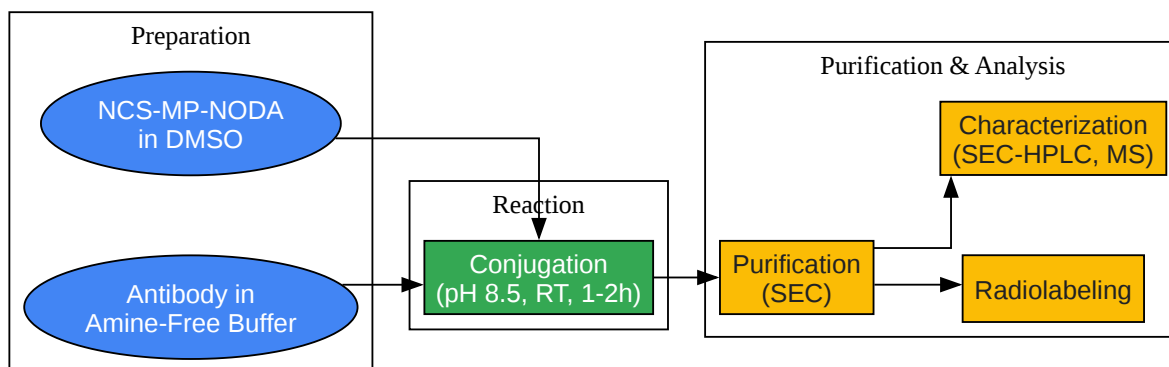 Preparation
NCS-MP-NODA
in DMSO
Antibody in
Amine-Free Buffer
Reaction
Conjugation
(pH 8.5, RT, 1-2h)
Purification & Analysis
Purification
(SEC)
Characterization
(SEC-HPLC, MS)
Radiolabeling